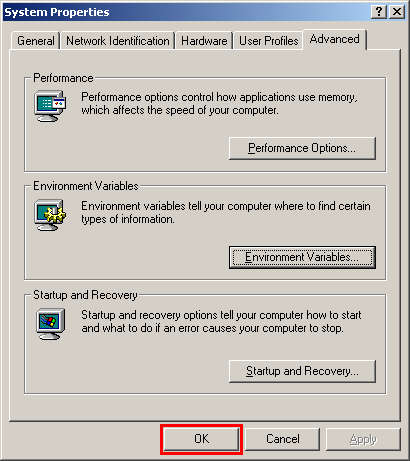 System Properties
General Network Identification Hardware User Profiles Advanced
Performance
Performance options control how applications use memory,
which affects the speed of your computer.
Performance Options...
Environment Variables
Environment variables tell your computer where to find certain
types of information.
Environment Variables...
Startup and Recovery
Startup and recovery options tell your computer how to start
and what to do if an error causes your computer to stop.
Startup and Recovery...
OK Cancel Apply